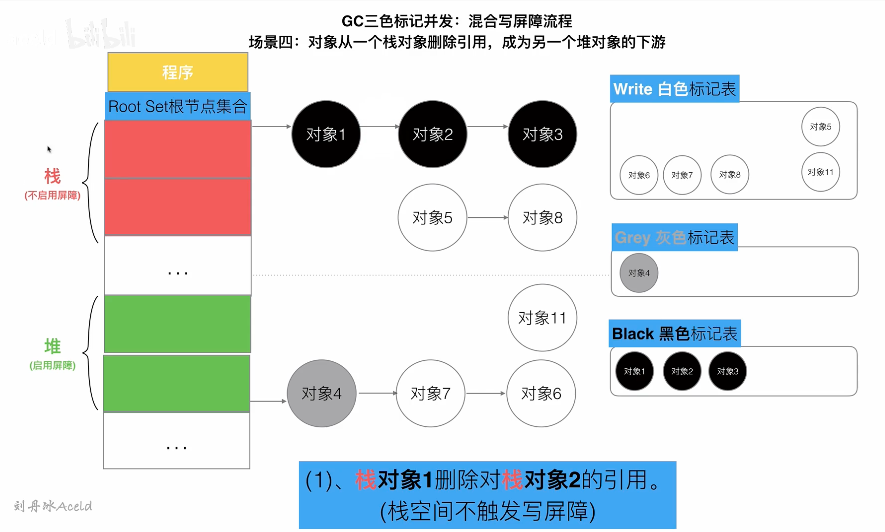 GC三色标记并发：混合写屏障流程
场景四：对象从一个栈对象删除引用，成为另一个堆对象的下游
bilibili
程序
Root Set根节点集合
栈
(不启用屏障)
...
堆
(启用屏障)
...
对象1
对象2
对象3
对象5
对象8
对象11
对象4
对象7
对象6
Write 白色标记表
对象5
对象6
对象7
对象8
对象11
Grey 灰色标记表
对象4
Black 黑色标记表
对象1
对象2
对象3
(1)、栈对象1删除对栈对象2的引用。
(栈空间不触发写屏障)
刘丹冰Aceld